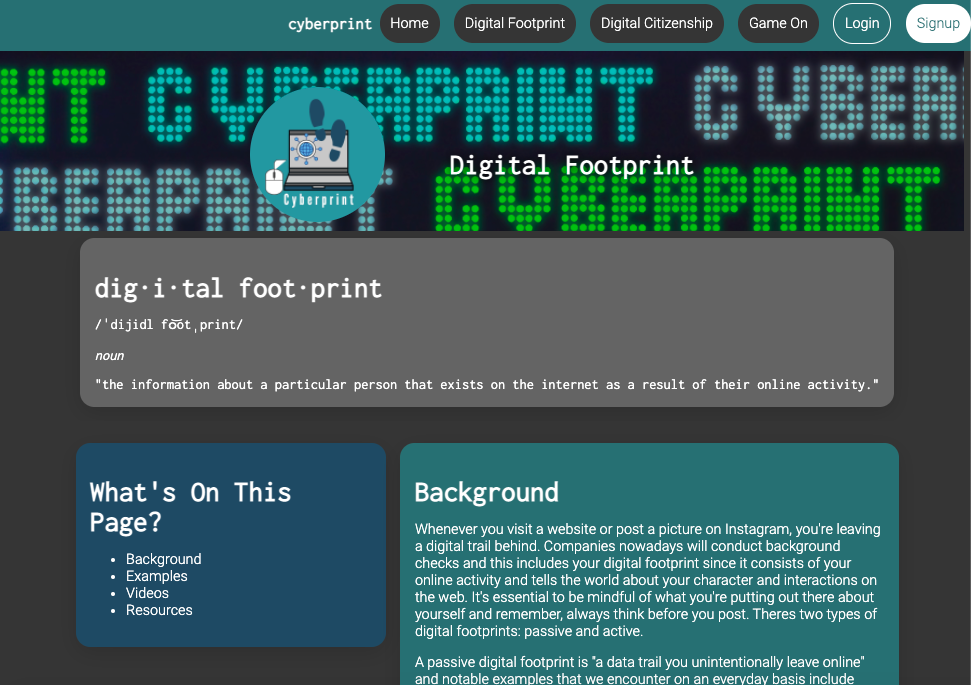 cyberprint Home Digital Footprint Digital Citizenship Game On Login Signup
NT CYBERPRINT CYBER
Digital Footprint
Cyberprint
YBERPRINT CYBERPRINT
dig·i·tal foot·print
/ˈdijidl fo͝otˌprint/
noun
"the information about a particular person that exists on the internet as a result of their online activity."
What's On This
Page?
• Background
• Examples
• Videos
• Resources
Background
Whenever you visit a website or post a picture on Instagram, you're leaving
a digital trail behind. Companies nowadays will conduct background
checks and this includes your digital footprint since it consists of your
online activity and tells the world about your character and interactions on
the web. It's essential to be mindful of what you're putting out there about
yourself and remember, always think before you post. Theres two types of
digital footprints: passive and active.
A passive digital footprint is "a data trail you unintentionally leave online"
and notable examples that we encounter on an everyday basis include